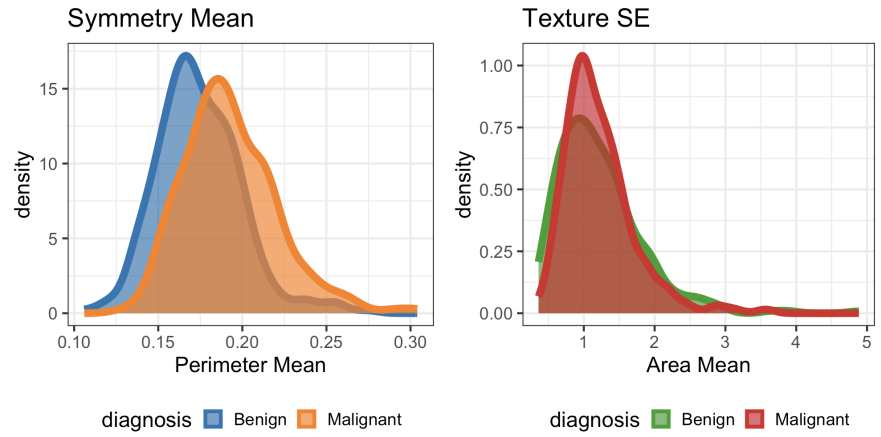 Symmetry Mean
density
15
10
5
0
0.10 0.15 0.20 0.25 0.30
Perimeter Mean
diagnosis Benign Malignant
Texture SE
density
1.00
0.75
0.50
0.25
0.00
1 2 3 4 5
Area Mean
diagnosis Benign Malignant